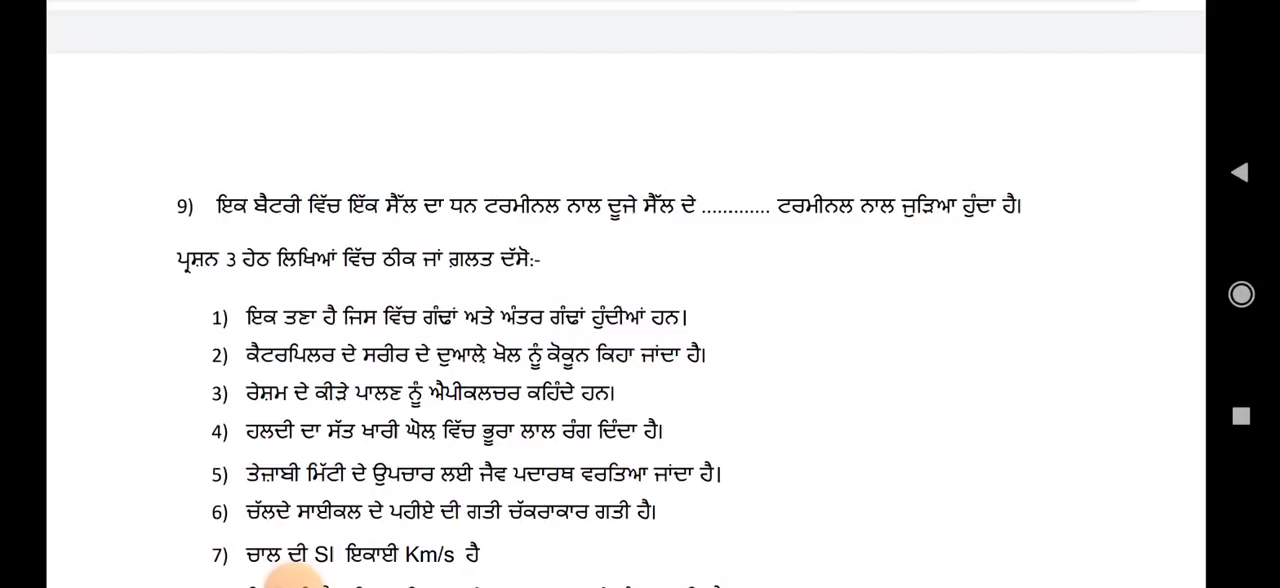 9) ਇਕ ਬੈਟਰੀ ਵਿੱਚ ਇੱਕ ਸੈੱਲ ਦਾ ਧਨ ਟਰਮੀਨਲ ਨਾਲ ਦੂਜੇ ਸੈੱਲ ਦੇ ............. ਟਰਮੀਨਲ ਨਾਲ ਜੁੜਿਆ ਹੁੰਦਾ ਹੈ।
ਪ੍ਰਸ਼ਨ 3 ਹੇਠ ਲਿਖਿਆਂ ਵਿੱਚ ਠੀਕ ਜਾਂ ਗ਼ਲਤ ਦੱਸੋ:-
1) ਇਕ ਤਣਾ ਹੈ ਜਿਸ ਵਿੱਚ ਗੰਢਾਂ ਅਤੇ ਅੰਤਰ ਗੰਢਾਂ ਹੁੰਦੀਆਂ ਹਨ।
2) ਕੈਟਰਪਿਲਰ ਦੇ ਸਰੀਰ ਦੇ ਦੁਆਲ਼ੇ ਖੋਲ ਨੂੰ ਕੋਕੂਨ ਕਿਹਾ ਜਾਂਦਾ ਹੈ।
3) ਰੇਸ਼ਮ ਦੇ ਕੀੜੇ ਪਾਲਣ ਨੂੰ ਐਪੀਕਲਚਰ ਕਹਿੰਦੇ ਹਨ।
4) ਹਲਦੀ ਦਾ ਸੱਤ ਖਾਰੀ ਘੋਲ਼ ਵਿੱਚ ਭੂਰਾ ਲਾਲ ਰੰਗ ਦਿੰਦਾ ਹੈ।
5) ਤੇਜ਼ਾਬੀ ਮਿੱਟੀ ਦੇ ਉਪਚਾਰ ਲਈ ਜੈਵ ਪਦਾਰਥ ਵਰਤਿਆ ਜਾਂਦਾ ਹੈ।
6) ਚੱਲਦੇ ਸਾਈਕਲ ਦੇ ਪਹੀਏ ਦੀ ਗਤੀ ਚੱਕਰਾਕਾਰ ਗਤੀ ਹੈ।
7) ਚਾਲ ਦੀ SI ਇਕਾਈ Km/s ਹੈ